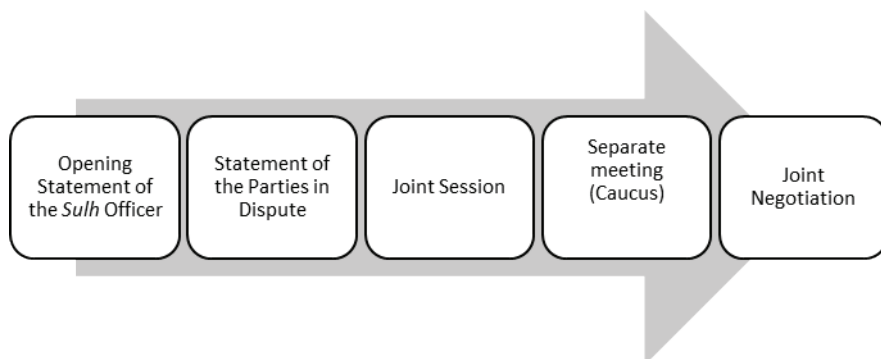 Opening
Statement of
the Sulh Officer
Statement of
the Parties in
Dispute
Joint Session
Separate
meeting
(Caucus)
Joint
Negotiation